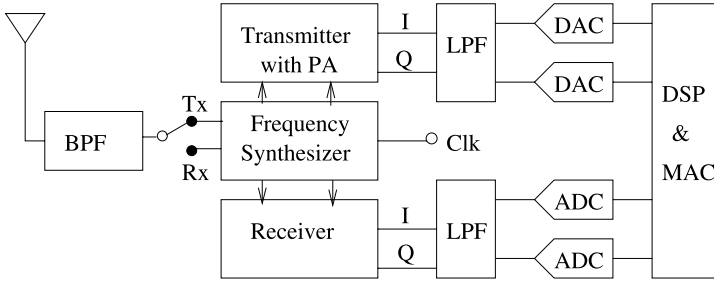 Transmitter
with PA
I
Q
LPF
DAC
DAC
DSP
&
MAC
BPF
Tx
Rx
Frequency
Synthesizer
Clk
Receiver
I
Q
LPF
ADC
ADC